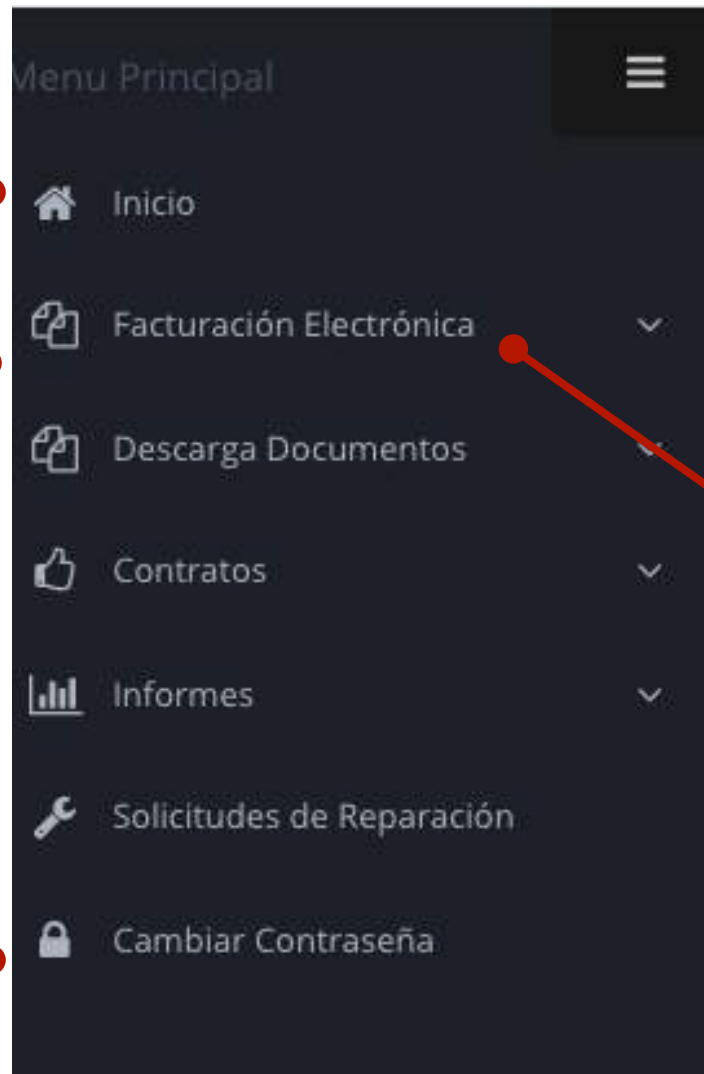 Menu Principal
Inicio
Facturación Electrónica
Descarga Documentos
Contratos
Informes
Solicitudes de Reparación
Cambiar Contraseña